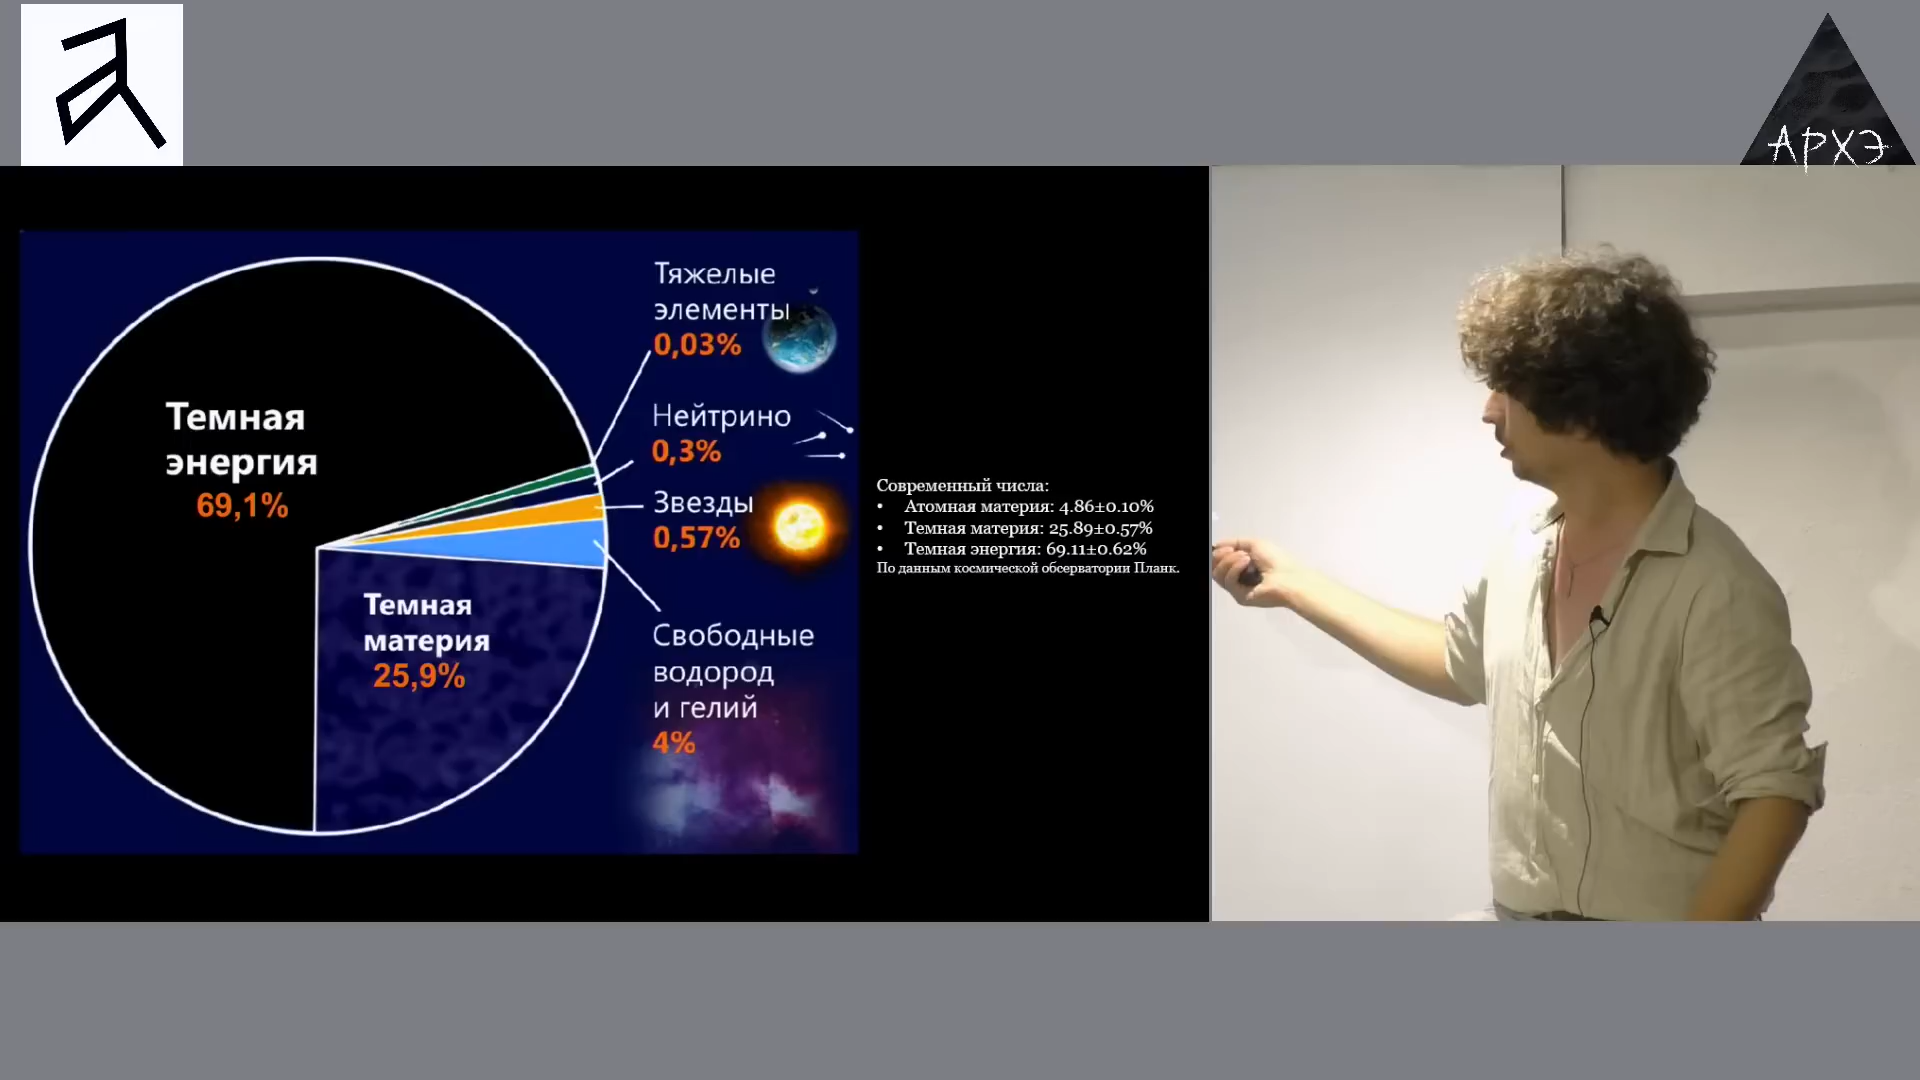 АРХЭ
Тяжелые
элементы
0,03%
Темная
энергия
69,1%
Нейтрино
0,3%
Звезды
0,57%
Темная
материя
25,9%
Свободные
водород
и гелий
4%
Современный числа:
• Атомная материя: 4.86±0.10%
• Темная материя: 25.89±0.57%
• Темная энергия: 69.11±0.62%
По данным космической обсерватории Планк.